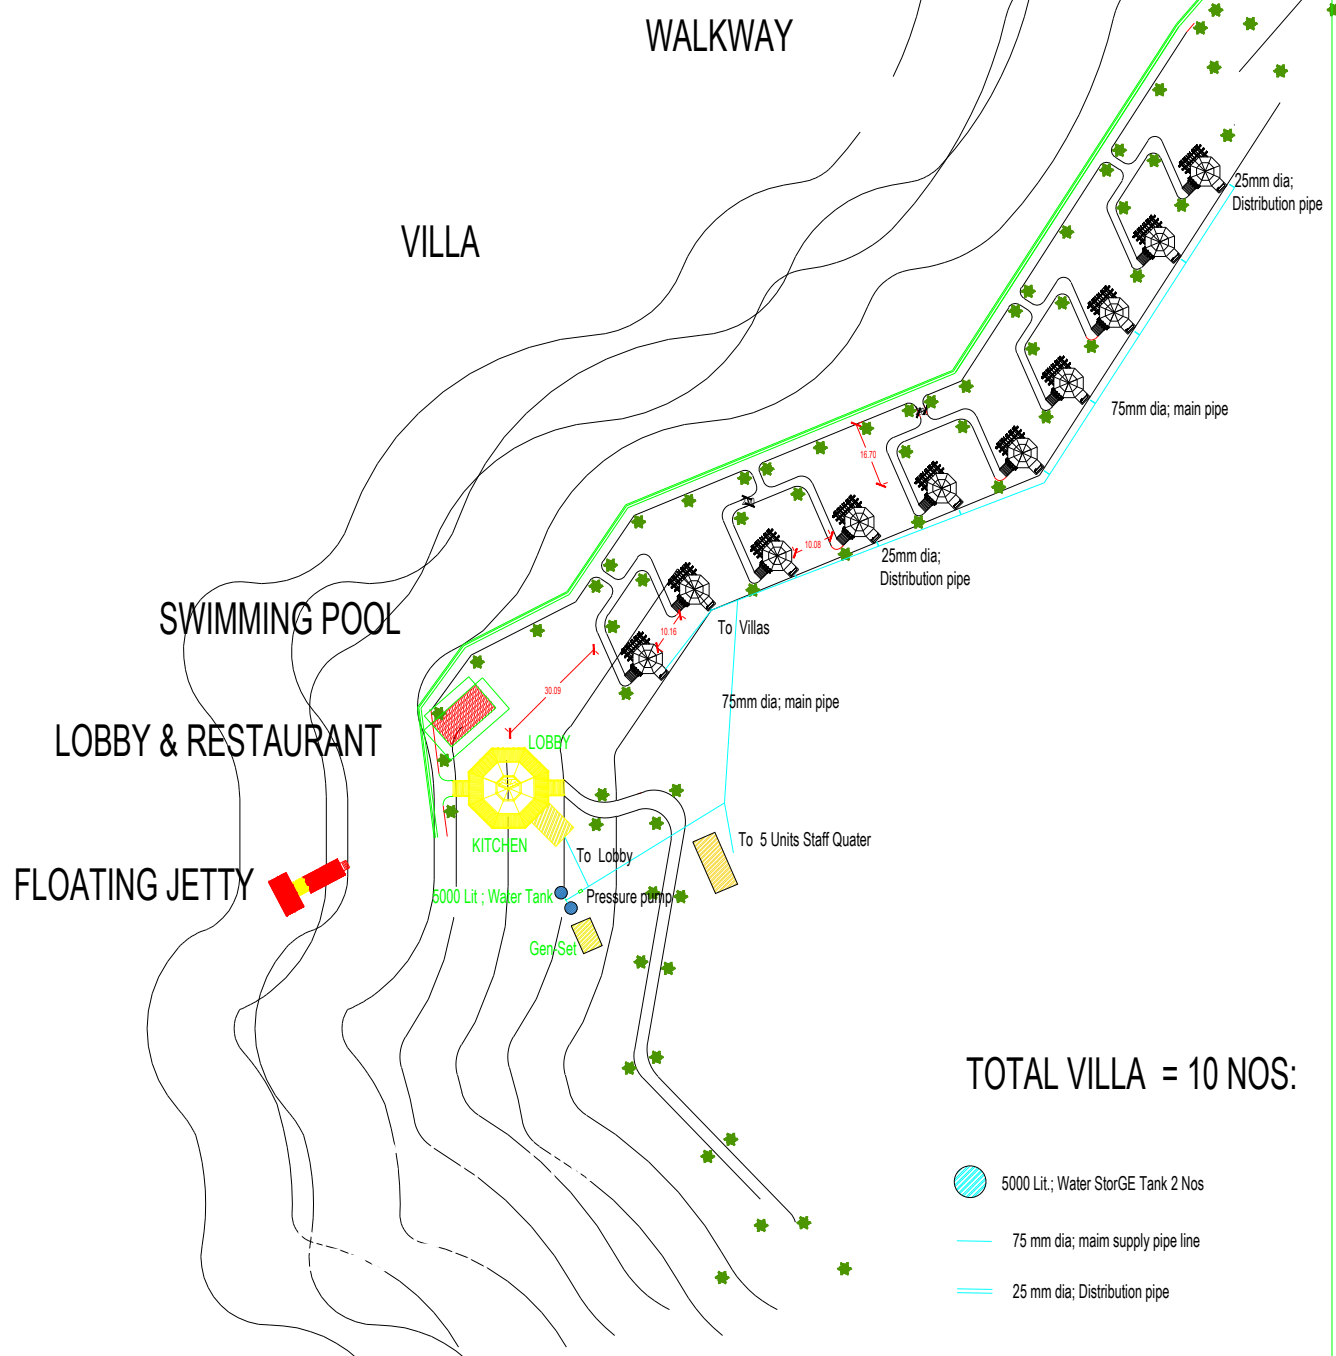 WALKWAY
25mm dia;
Distribution pipe
VILLA
75mm dia; main pipe
16.70
10.08
25mm dia;
Distribution pipe
SWIMMING POOL
10.16
To Villas
30.09
75mm dia; main pipe
LOBBY & RESTAURANT
LOBBY
KITCHEN
To 5 Units Staff Quater
To Lobby
FLOATING JETTY
5000 Lit ; Water Tank
Pressure pump
Gen-Set
TOTAL VILLA = 10 NOS:
5000 Lit.; Water StorGE Tank 2 Nos
75 mm dia; maim supply pipe line
25 mm dia; Distribution pipe